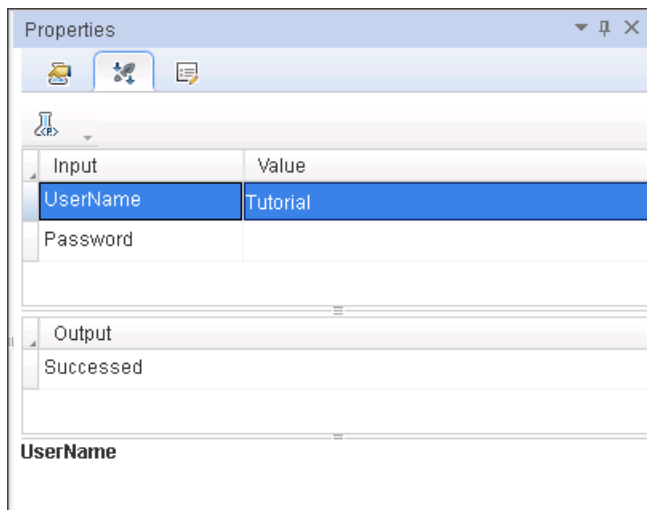 Properties
<P>
Input Value
UserName Tutorial
Password
Output
Successed
UserName